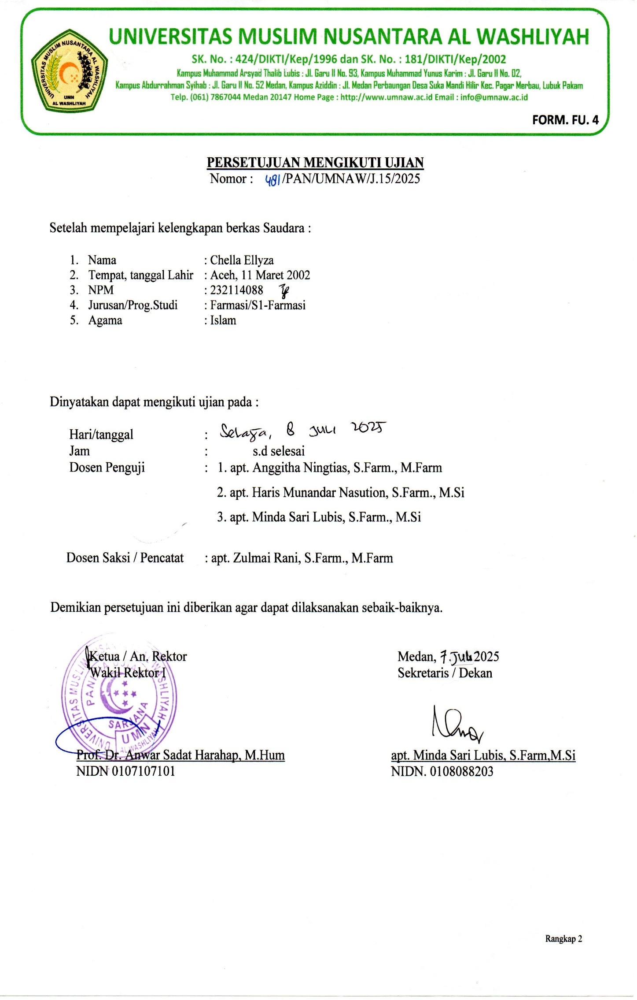 UNIVERSITAS MUSLIM NUSANTARA AL WASHLIYAH
UMN
AL WASHLIYAH
UNIVERSITAS MUSLIM NUSANTARA AL WASHLIYAH
SK. No. : 424/DIKTI/Kep/1996 dan SK. No. : 181/DIKTI/Kep/2002
Kampus Muhammad Arsyad Thalib Lubis : Jl. Garu II No. 93, Kampus Muhammad Yunus Karim : Jl. Garu II No. 02,
Kampus Abdurrahman Syihab : Jl. Garu II No. 52 Medan, Kampus Aziddin : Jl. Medan Perbaungan Desa Suka Mandi Hilir Kec. Pagar Merbau, Lubuk Pakam
Telp. (061) 7867044 Medan 20147 Home Page : http://www.umnaw.ac.id Email : info@umnaw.ac.id
FORM. FU. 4
PERSETUJUAN MENGIKUTI UJIAN
Nomor : 481/PAN/UMNAW/J.15/2025
Setelah mempelajari kelengkapan berkas Saudara :
1. Nama : Chella Ellyza
2. Tempat, tanggal Lahir : Aceh, 11 Maret 2002
3. NPM : 232114088
4. Jurusan/Prog.Studi : Farmasi/S1-Farmasi
5. Agama : Islam
Dinyatakan dapat mengikuti ujian pada :
Hari/tanggal : Selasa, 8 Juli 2025
Jam : s.d selesai
Dosen Penguji : 1. apt. Anggitha Ningtias, S.Farm., M.Farm
2. apt. Haris Munandar Nasution, S.Farm., M.Si
3. apt. Minda Sari Lubis, S.Farm., M.Si
Dosen Saksi / Pencatat : apt. Zulmai Rani, S.Farm., M.Farm
Demikian persetujuan ini diberikan agar dapat dilaksanakan sebaik-baiknya.
Ketua / An. Rektor
Wakil Rektor I
UNIVERSITAS MUSLIM NUSANTARA AL WASHLIYAH
PANITIA UJIAN
SARJANA
UMN
AL WASHLIYAH
Prof. Dr. Anwar Sadat Harahap, M.Hum
NIDN 0107107101
Medan, 7 Juli 2025
Sekretaris / Dekan
apt. Minda Sari Lubis, S.Farm,M.Si
NIDN. 0108088203
Rangkap 2